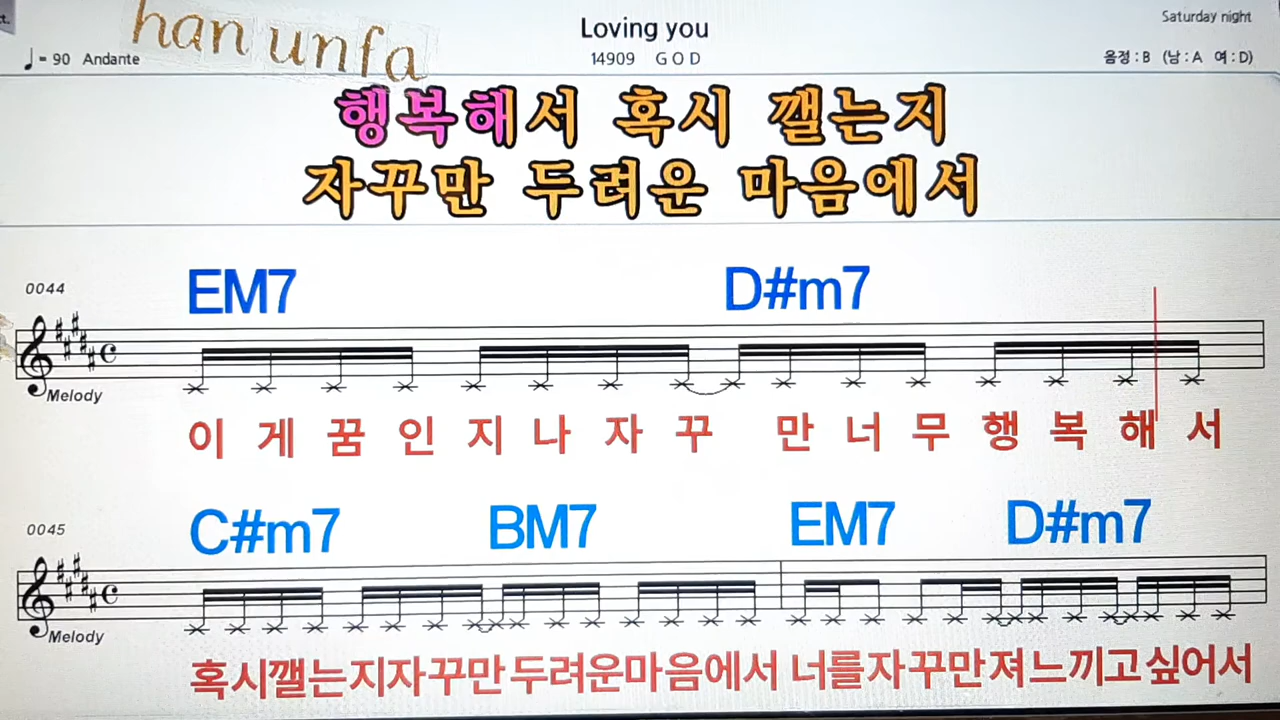 ct.
han unfa
Loving you
Saturday night
♩= 90 Andante
14909 G O D
음정 : B (남 : A 여 : D)
행복해서 혹시 깰는지
자꾸만 두려운 마음에서
0044
EM7 D#m7
Melody
이 게 꿈 인 지 나 자 꾸 만 너 무 행 복 해 서
0045
C#m7 BM7 EM7 D#m7
Melody
혹시깰는지자꾸만두려운마음에서 너를자꾸만져느끼고싶어서